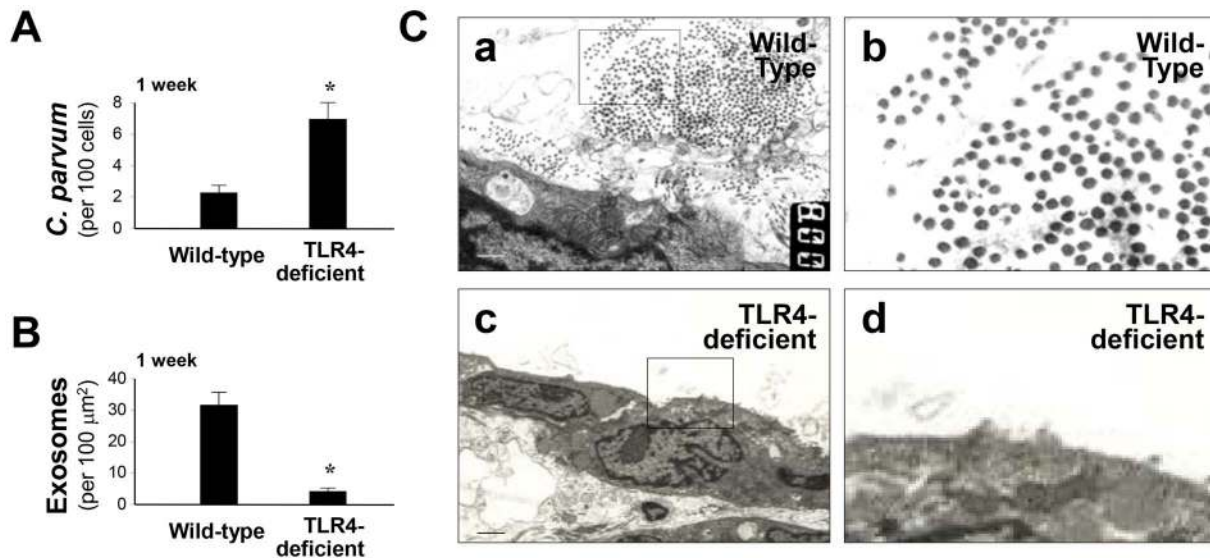 A
1 week
C. parvum
(per 100 cells)
8
6
4
2
0
*
Wild-type
TLR4-
deficient
B
1 week
Exosomes
(per 100 μm²)
40
30
20
10
0
*
Wild-type
TLR4-
deficient
C
a
Wild-
Type
b
Wild-
Type
c
TLR4-
deficient
d
TLR4-
deficient